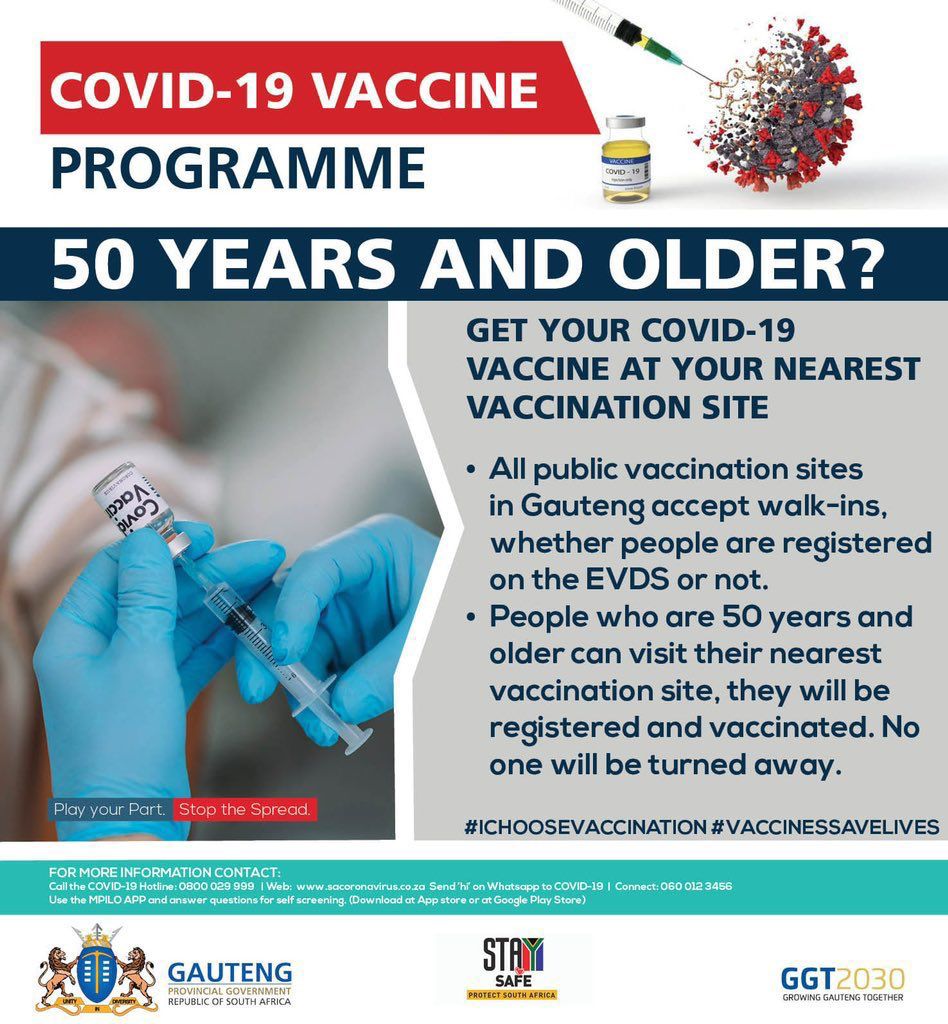 COVID-19 VACCINE
PROGRAMME
VACCINE
COVID - 19
50 YEARS AND OLDER?
GET YOUR COVID-19
VACCINE AT YOUR NEAREST
VACCINATION SITE
• All public vaccination sites
in Gauteng accept walk-ins,
whether people are registered
on the EVDS or not.
• People who are 50 years and
older can visit their nearest
vaccination site, they will be
registered and vaccinated. No
one will be turned away.
Covid
Vacci
Play your Part. Stop the Spread.
#ICHOOSEVACCINATION #VACCINESSAVELIVES
FOR MORE INFORMATION CONTACT:
Call the COVID-19 Hotline: 0800 029 999 | Web: www.sacoronavirus.co.za Send 'hi' on Whatsapp to COVID-19 | Connect: 060 012 3456
Use the MPILO APP and answer questions for self screening, (Download at App store or at Google Play Store)
UNITY IN DIVERSITY
GAUTENG
PROVINCIAL GOVERNMENT
REPUBLIC OF SOUTH AFRICA
STAY
SAFE
PROTECT SOUTH AFRICA
GGT2030
GROWING GAUTENG TOGETHER